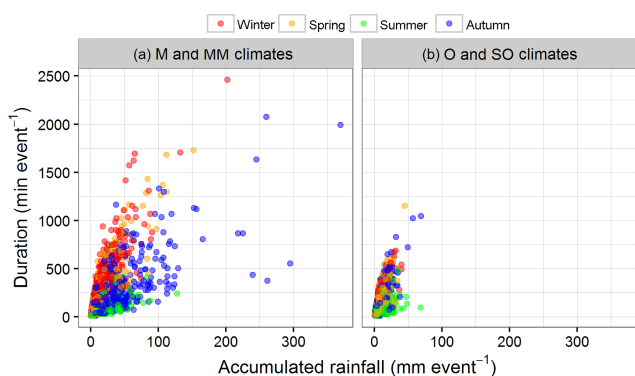 Winter Spring Summer Autumn
(a) M and MM climates (b) O and SO climates
2500
2000
1500
1000
500
0
0 100 200 300 0 100 200 300
Duration (min event⁻¹)
Accumulated rainfall (mm event⁻¹)